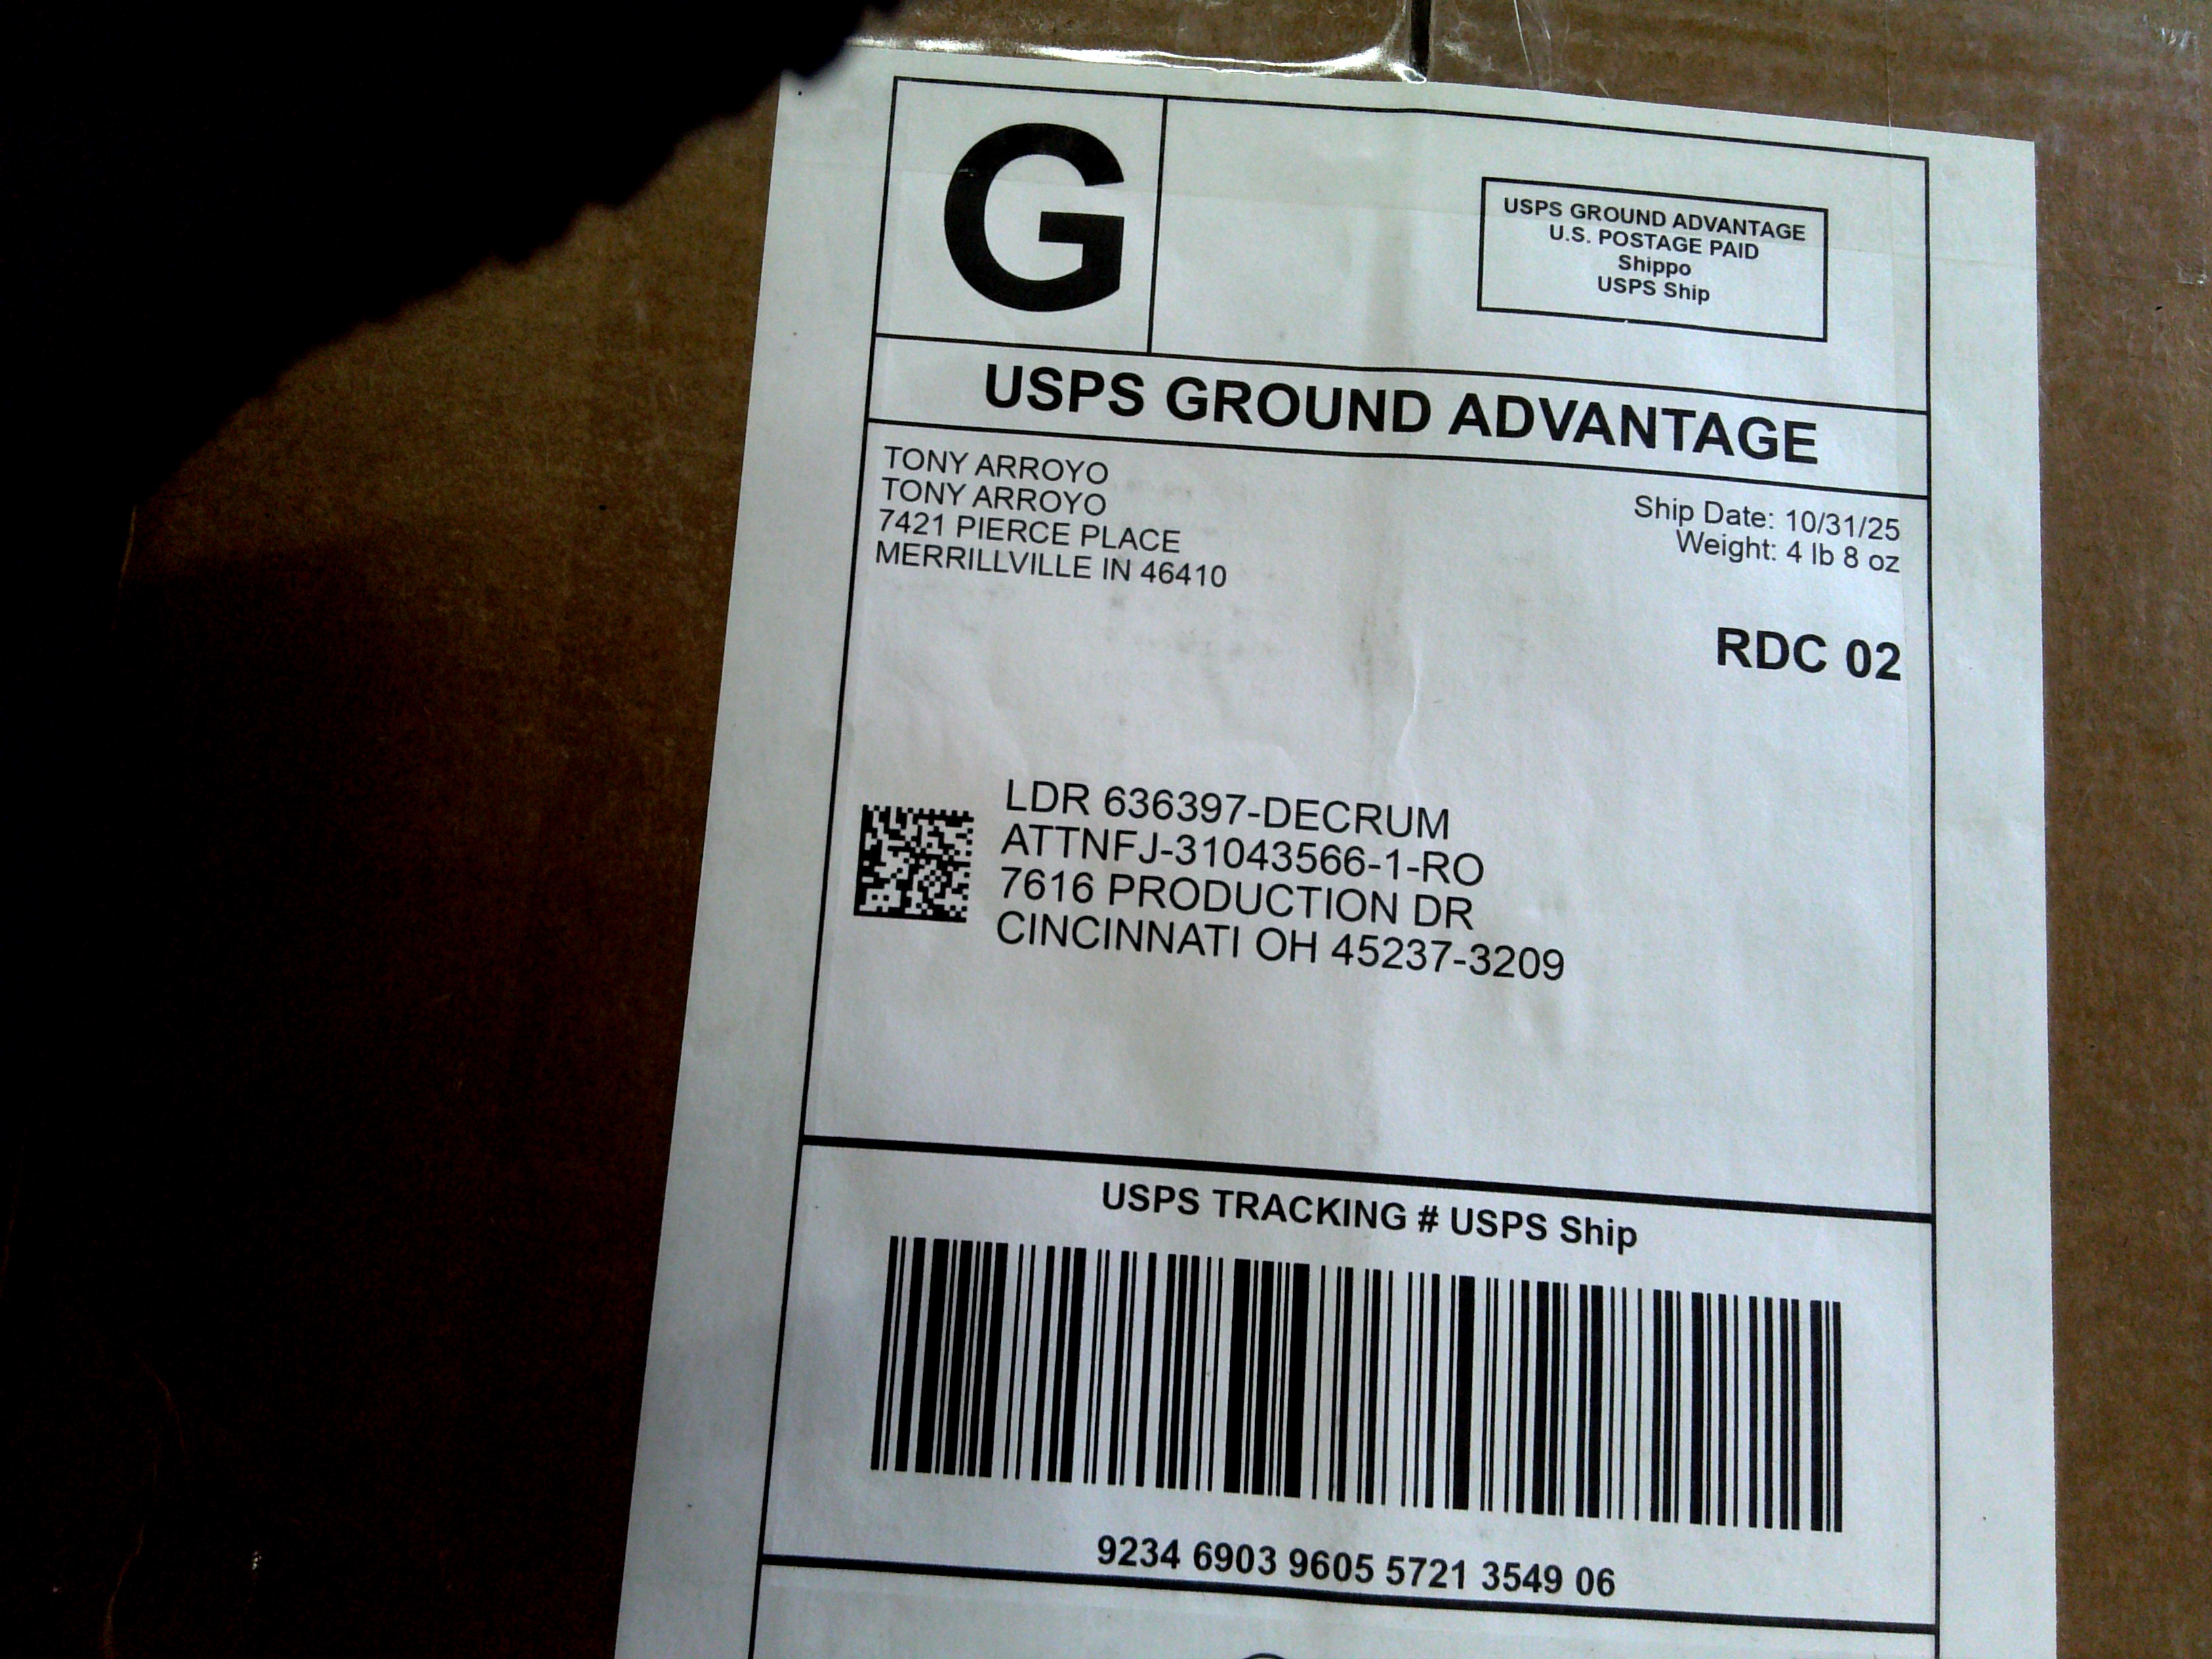 G
USPS GROUND ADVANTAGE
U.S. POSTAGE PAID
Shippo
USPS Ship
USPS GROUND ADVANTAGE
TONY ARROYO
TONY ARROYO
7421 PIERCE PLACE
MERRILLVILLE IN 46410
Ship Date: 10/31/25
Weight: 4 lb 8 oz
RDC 02
LDR 636397-DECRUM
ATTNFJ-31043566-1-RO
7616 PRODUCTION DR
CINCINNATI OH 45237-3209
USPS TRACKING # USPS Ship
9234 6903 9605 5721 3549 06